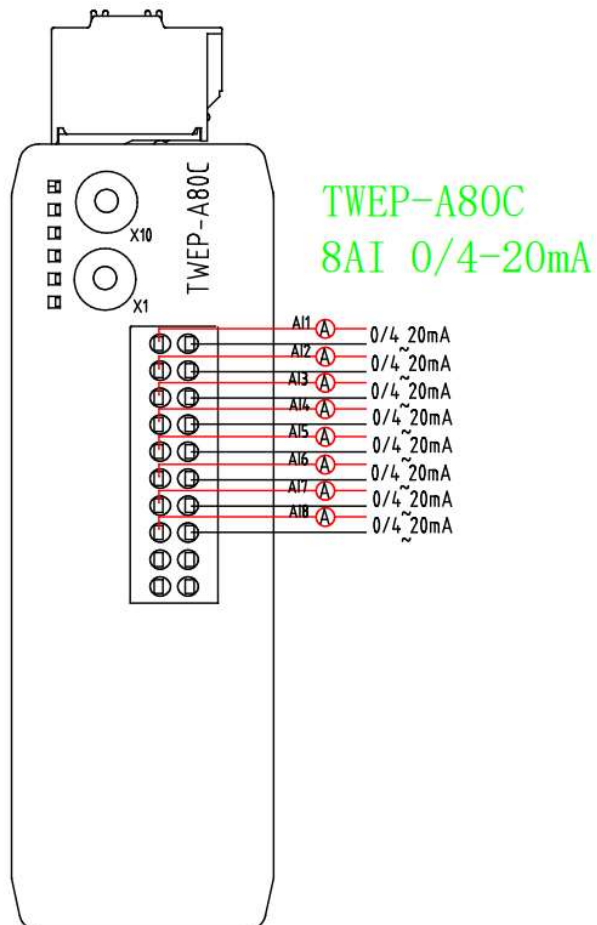 TWEP-A80C
X10
X1
TWEP-A80C
8AI 0/4-20mA
AI1 A 0/4~20mA
AI2 A 0/4~20mA
AI3 A 0/4~20mA
AI4 A 0/4~20mA
AI5 A 0/4~20mA
AI6 A 0/4~20mA
AI7 A 0/4~20mA
AI8 A 0/4~20mA